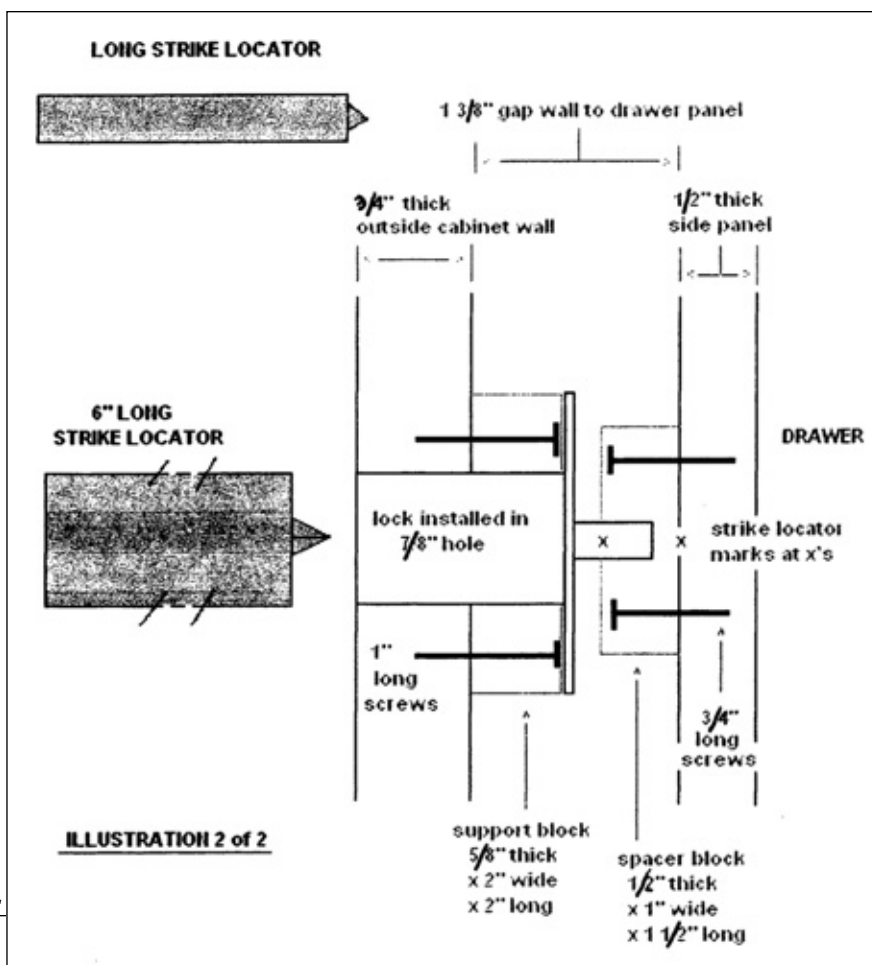 LONG STRIKE LOCATOR
1 3/8" gap wall to drawer panel
3/4" thick
outside cabinet wall
1/2" thick
side panel
6" LONG
STRIKE LOCATOR
DRAWER
lock installed in
7/8" hole
x
x
strike locator
marks at x's
1"
long
screws
3/4"
long
screws
support block
5/8" thick
x 2" wide
x 2" long
spacer block
1/2" thick
x 1" wide
x 1 1/2" long
ILLUSTRATION 2 of 2